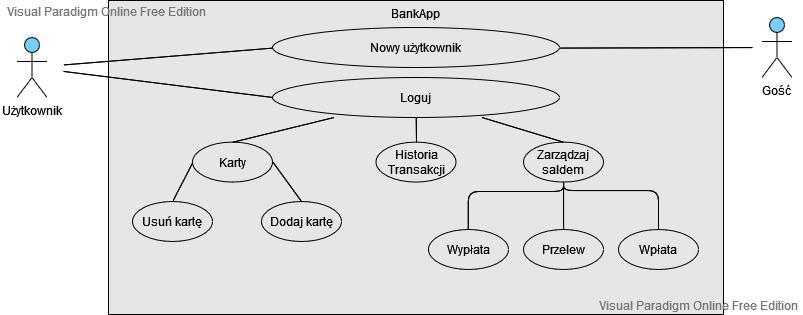 Visual Paradigm Online Free Edition
BankApp
Nowy użytkownik
Użytkownik
Gość
Loguj
Karty
Historia
Transakcji
Zarządzaj
saldem
Usuń kartę
Dodaj kartę
Wypłata
Przelew
Wpłata
Visual Paradigm Online Free Edition